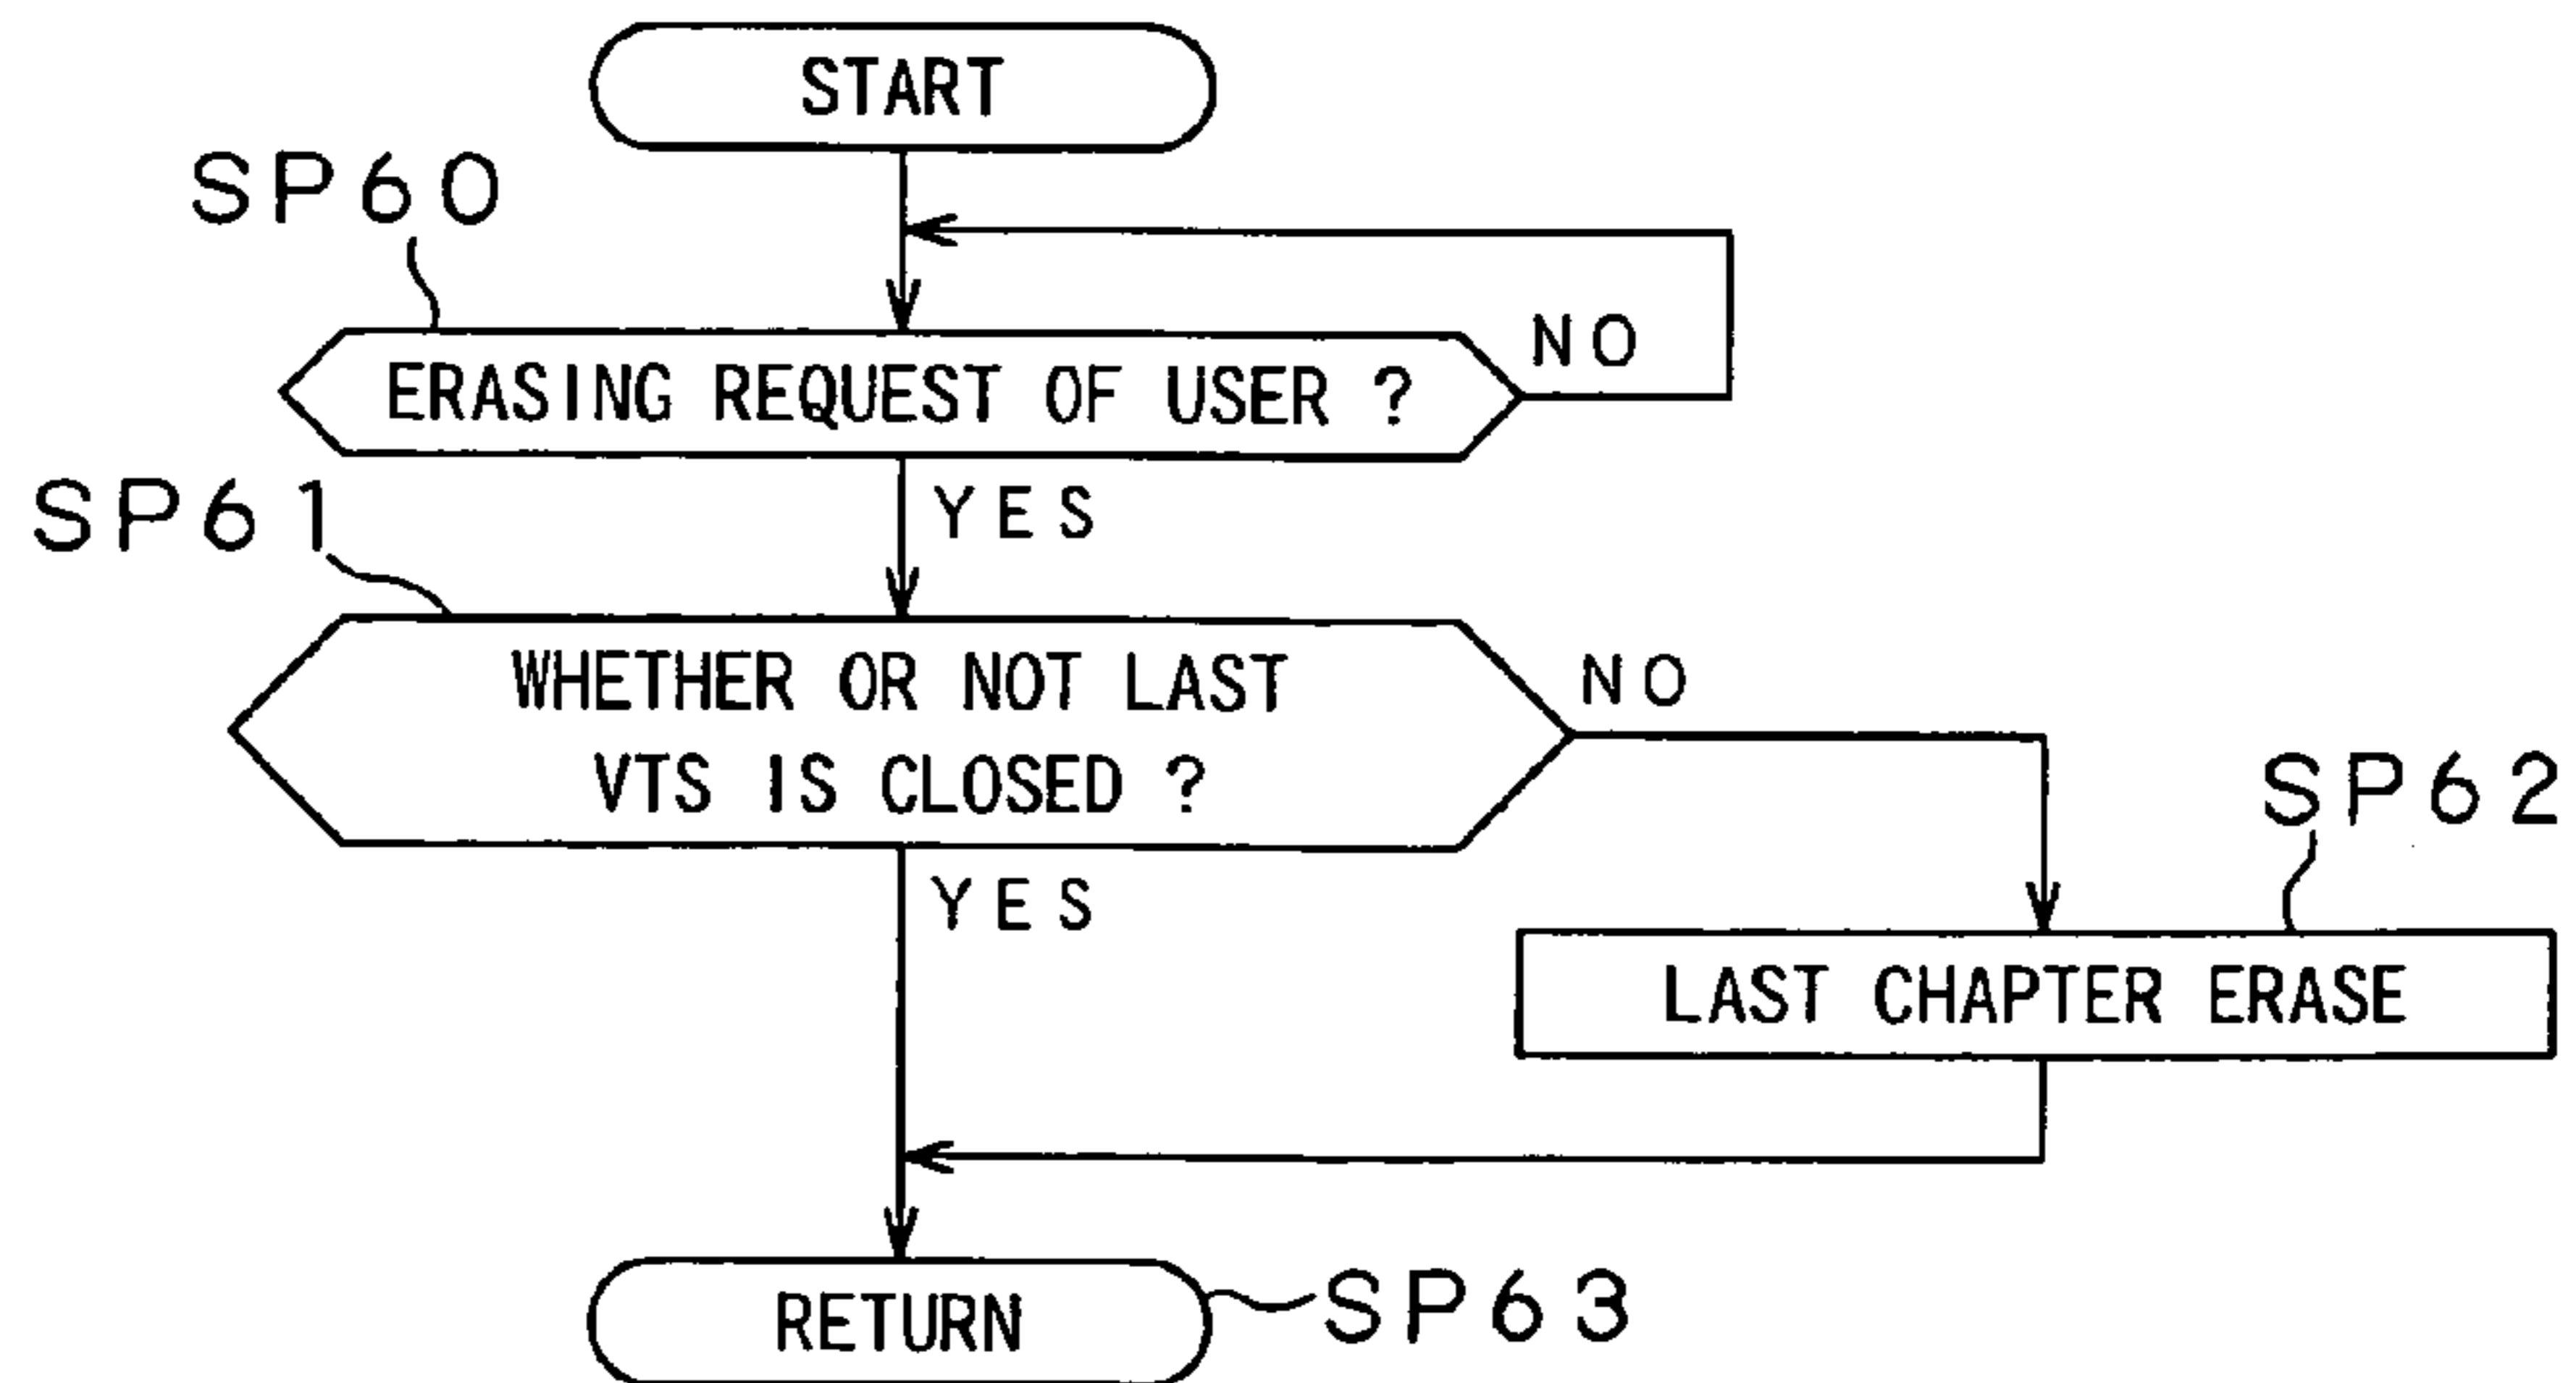 START
SP60
ERASING REQUEST OF USER ?
NO
YES
SP61
WHETHER OR NOT LAST
VTS IS CLOSED ?
NO
YES
SP62
LAST CHAPTER ERASE
RETURN
SP63